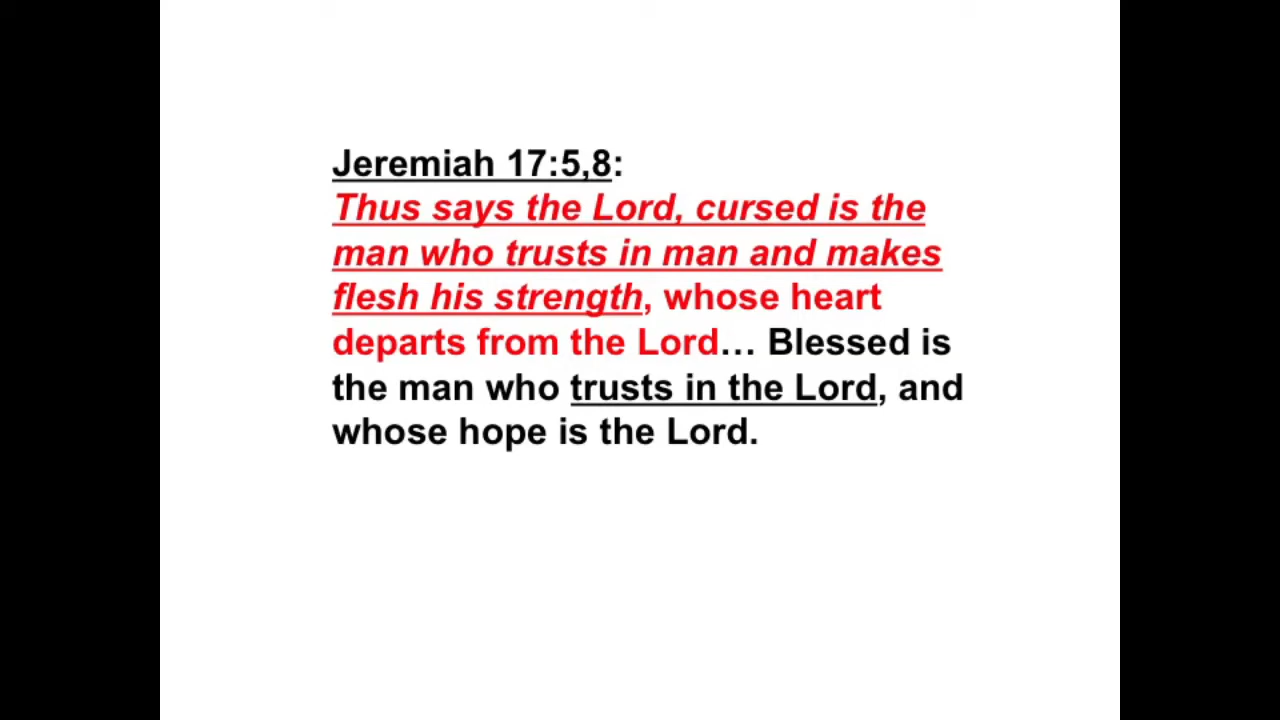 Jeremiah 17:5,8:
Thus says the Lord, cursed is the
man who trusts in man and makes
flesh his strength, whose heart
departs from the Lord… Blessed is
the man who trusts in the Lord, and
whose hope is the Lord.